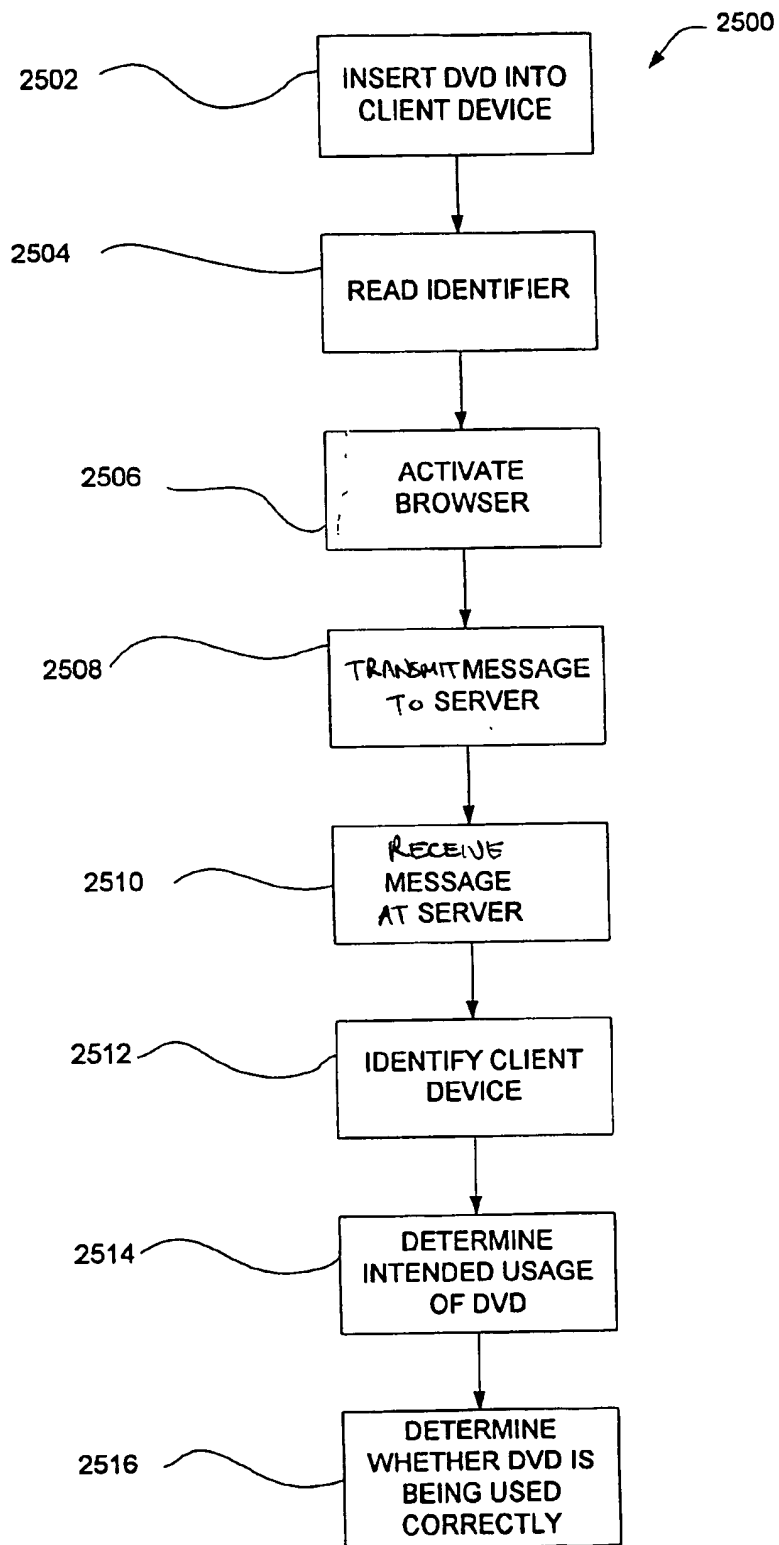 2500
2502
INSERT DVD INTO
CLIENT DEVICE
2504
READ IDENTIFIER
2506
ACTIVATE
BROWSER
2508
TRANSMIT MESSAGE
TO SERVER
2510
RECEIVE
MESSAGE
AT SERVER
2512
IDENTIFY CLIENT
DEVICE
2514
DETERMINE
INTENDED USAGE
OF DVD
2516
DETERMINE
WHETHER DVD IS
BEING USED
CORRECTLY